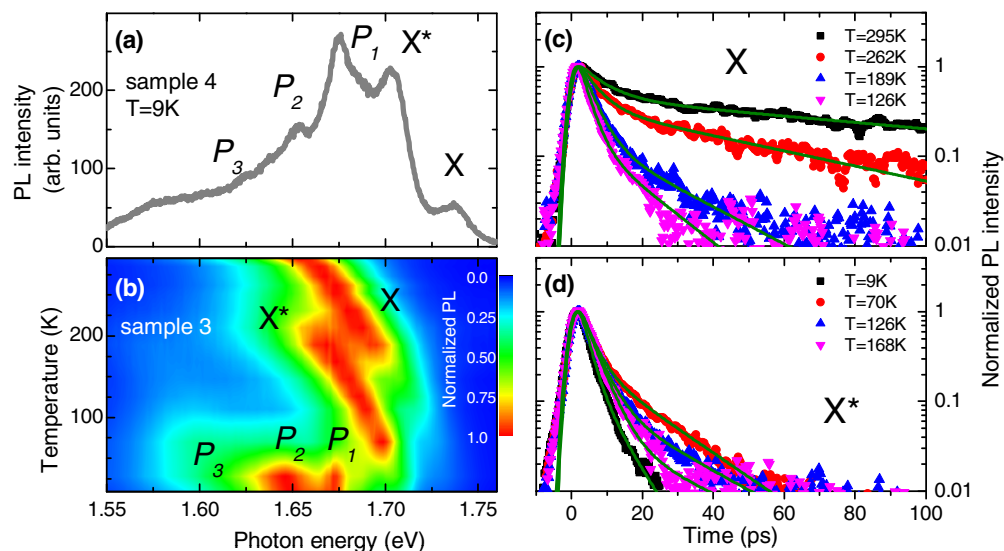 (a)
sample 4
T=9K
P3
P2
P1
X*
X
PL intensity
(arb. units)
200
100
0
(b)
sample 3
X*
X
P3
P2
P1
Temperature (K)
200
100
0
0.0
0.25
0.50
0.75
1.0
Normalized PL
1.55
1.60
1.65
1.70
1.75
Photon energy (eV)
(c)
X
T=295K
T=262K
T=189K
T=126K
1
0.1
0.01
(d)
X*
T=9K
T=70K
T=126K
T=168K
1
0.1
0.01
Normalized PL intensity
0
20
40
60
80
100
Time (ps)